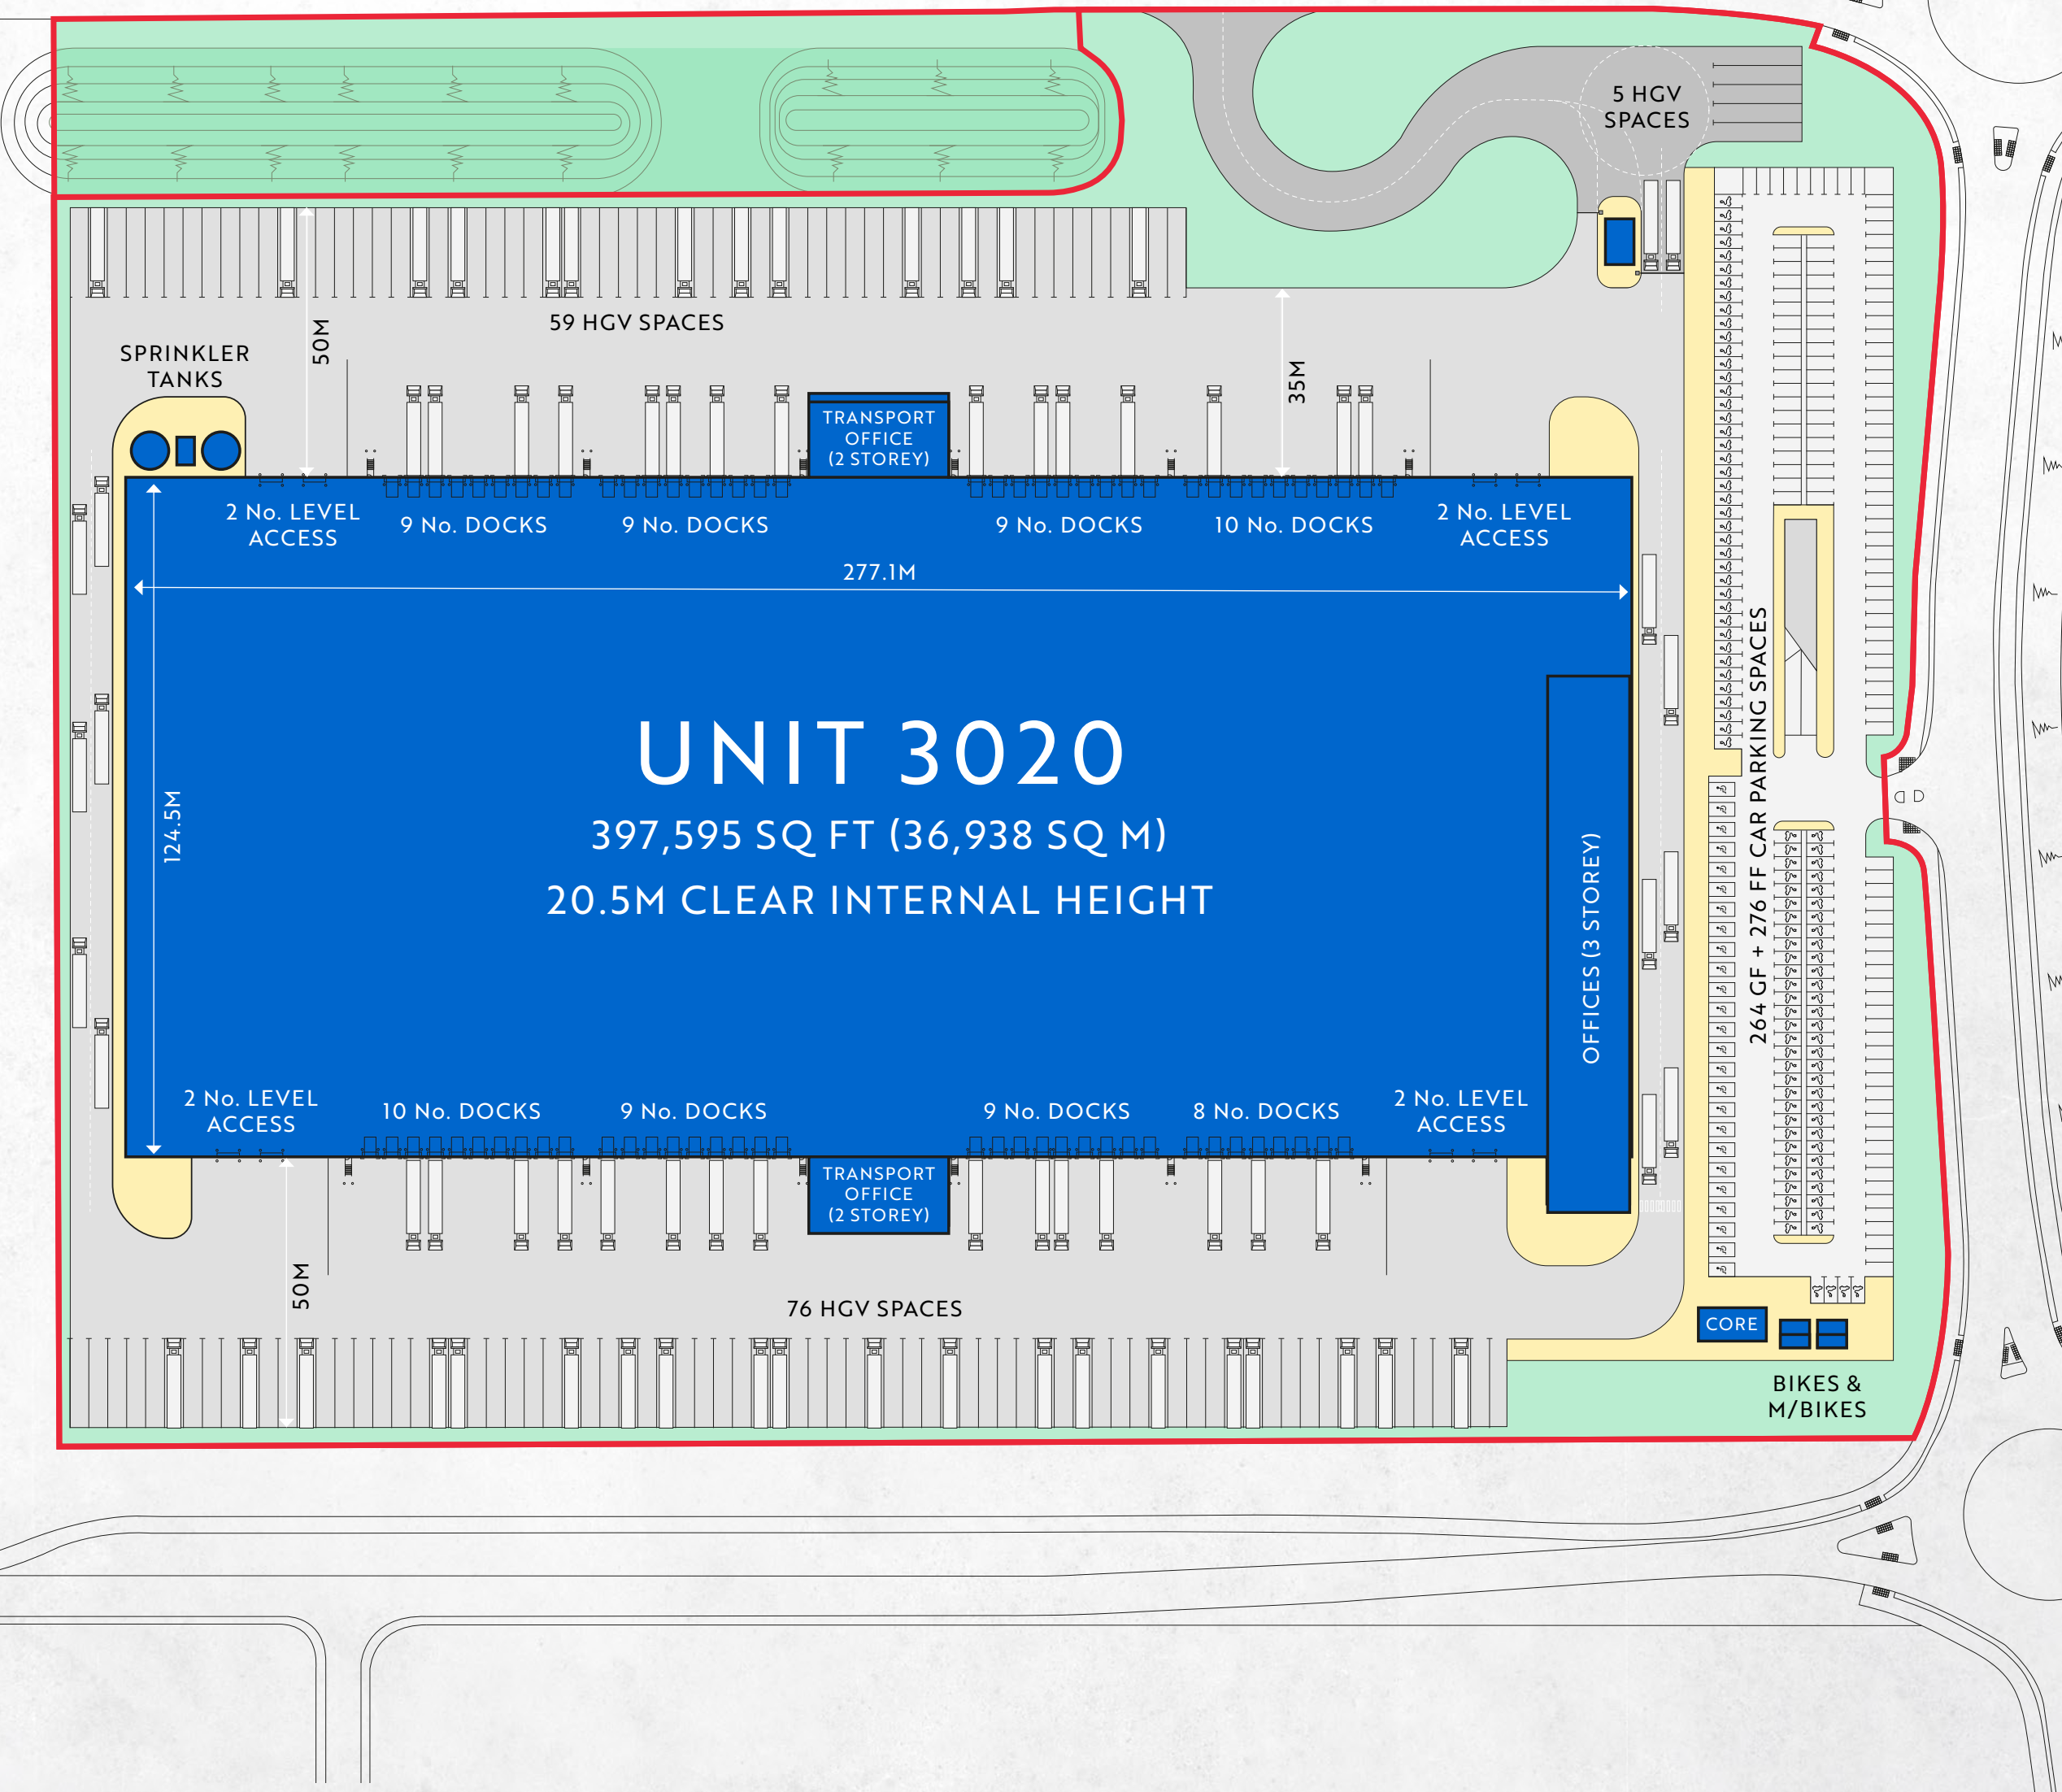 5 HGV
SPACES
59 HGV SPACES
50M
35M
SPRINKLER
TANKS
TRANSPORT
OFFICE
(2 STOREY)
2 No. LEVEL
ACCESS
9 No. DOCKS
9 No. DOCKS
9 No. DOCKS
10 No. DOCKS
2 No. LEVEL
ACCESS
277.1M
124.5M
UNIT 3020
397,595 SQ FT (36,938 SQ M)
20.5M CLEAR INTERNAL HEIGHT
OFFICES (3 STOREY)
264 GF + 276 FF CAR PARKING SPACES
2 No. LEVEL
ACCESS
10 No. DOCKS
9 No. DOCKS
9 No. DOCKS
8 No. DOCKS
2 No. LEVEL
ACCESS
TRANSPORT
OFFICE
(2 STOREY)
50M
76 HGV SPACES
CORE
BIKES &
M/BIKES